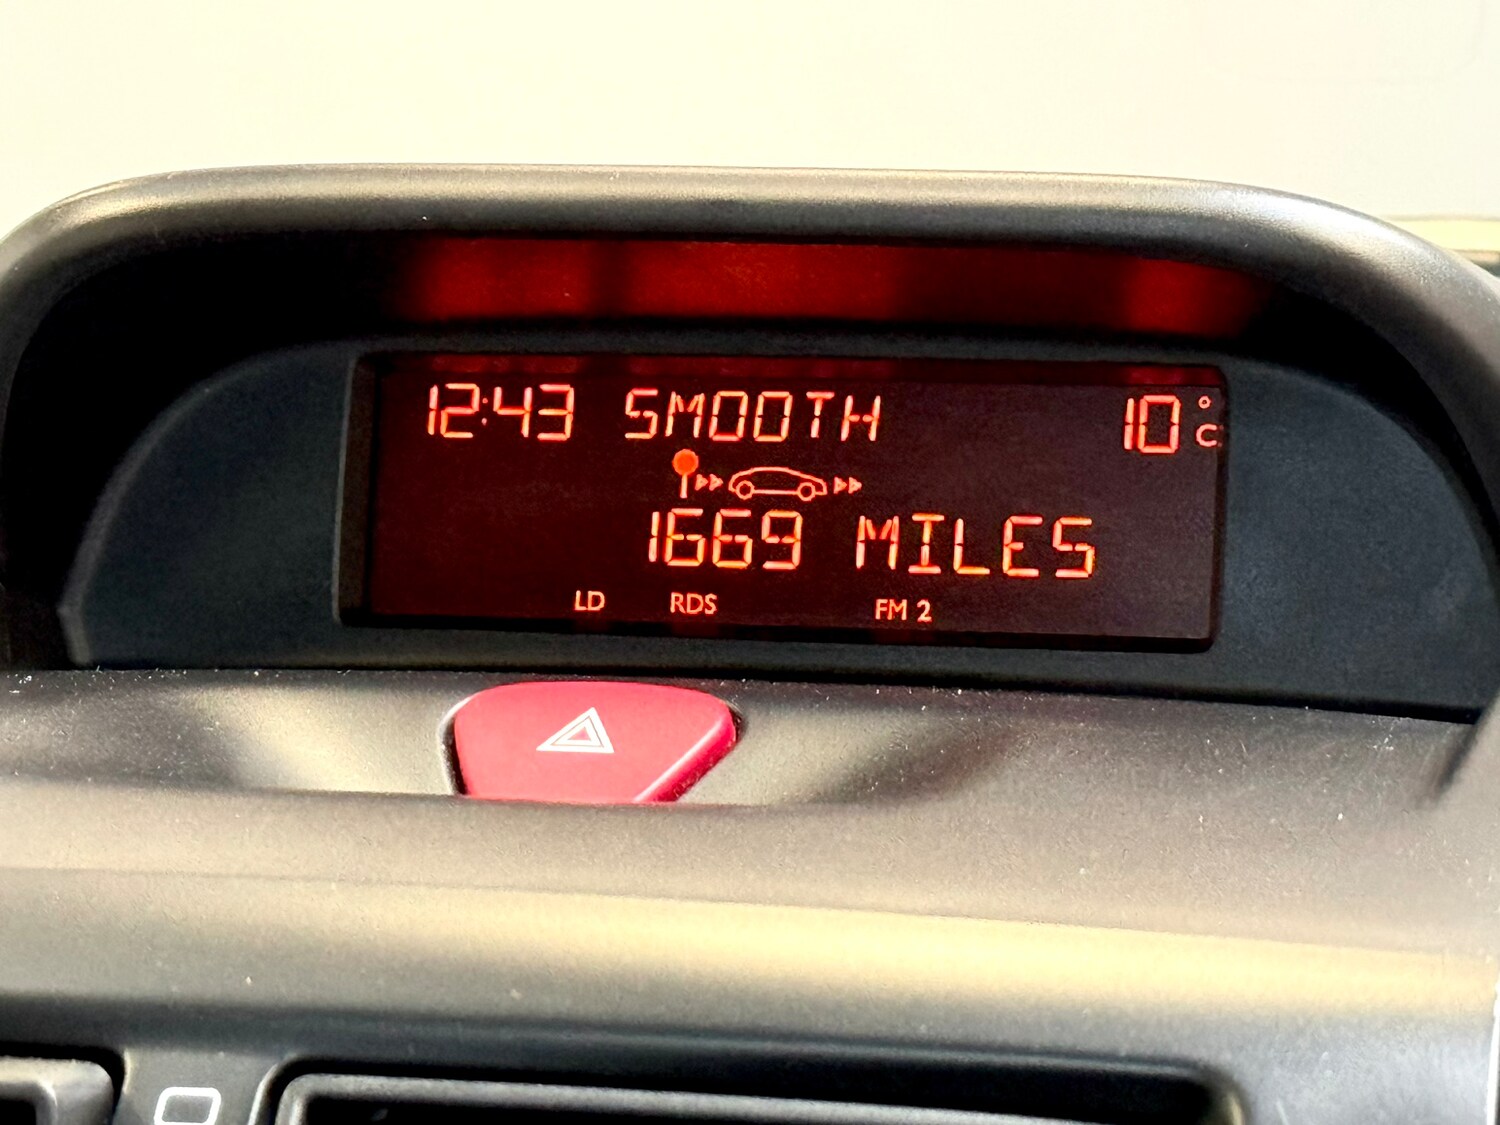 12:43 SMOOTH 10°C
1669 MILES
LD RDS FM 2